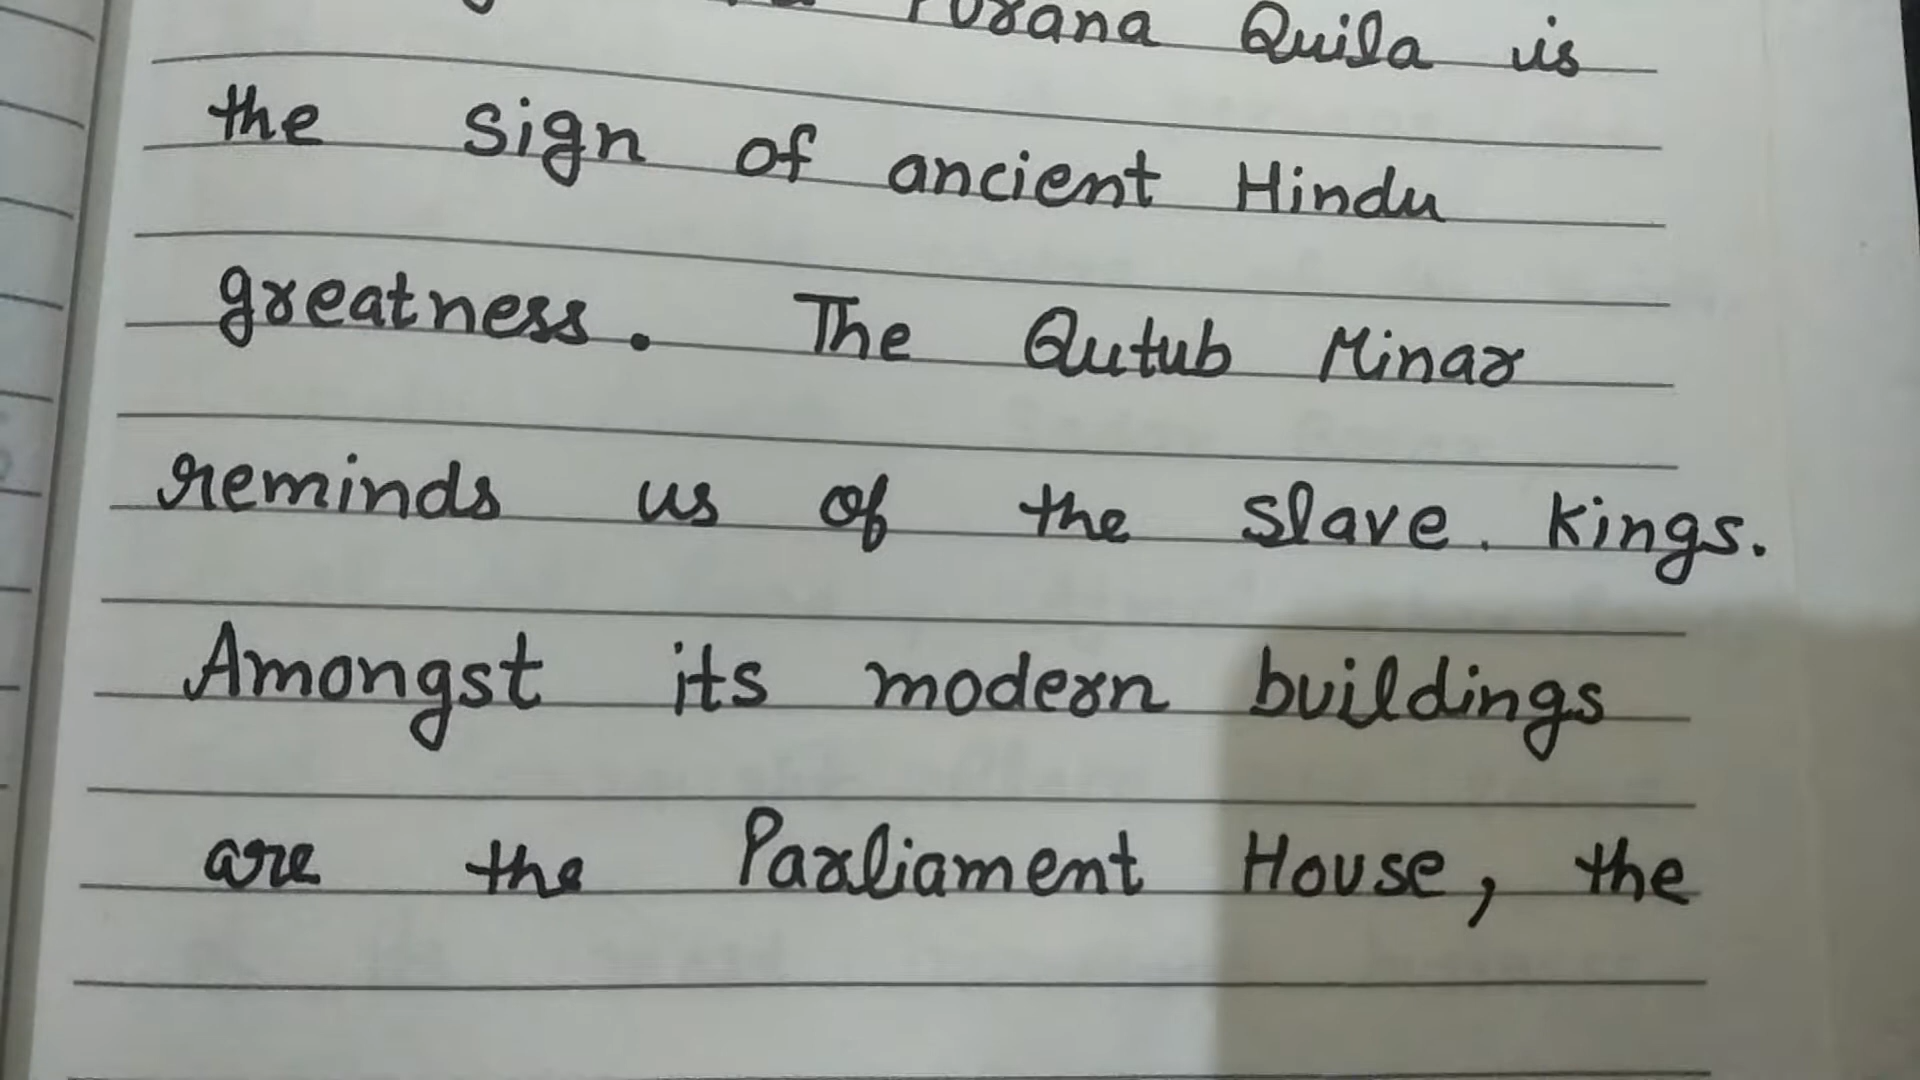 Purana Quila is
the sign of ancient Hindu
greatness. The Qutub Minar
reminds us of the slave. kings.
Amongst its modern buildings
are the Parliament House, the